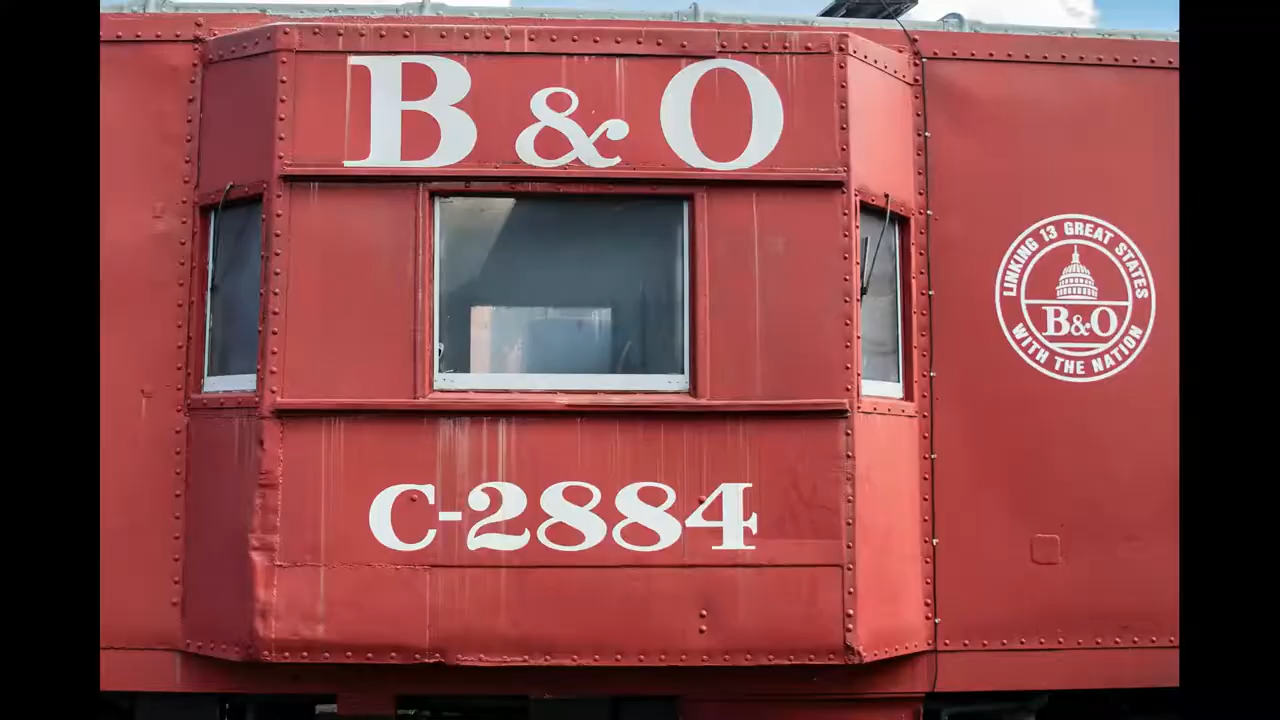 B & O
LINKING 13 GREAT STATES
B&O
WITH THE NATION
C-2884